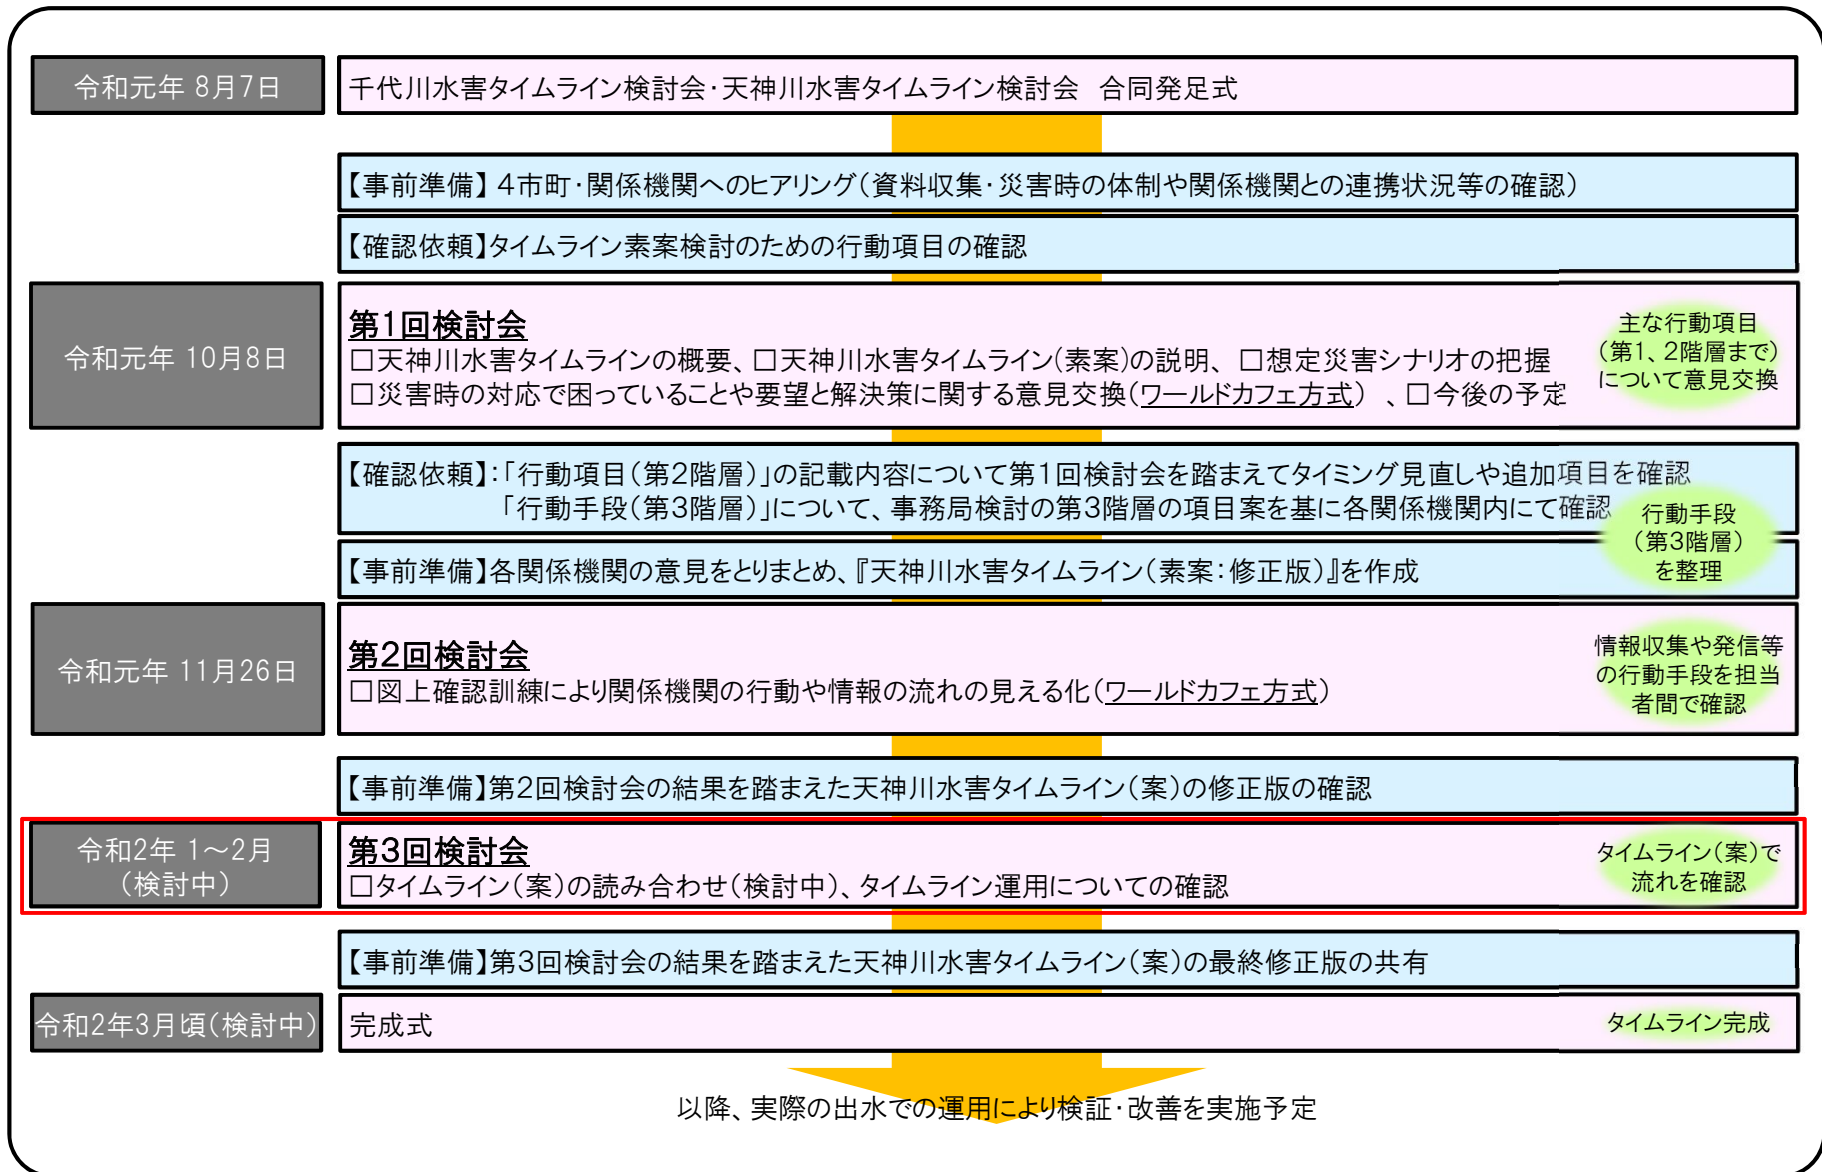 令和元年 8月7日
千代川水害タイムライン検討会・天神川水害タイムライン検討会　合同発足式
【事前準備】４市町・関係機関へのヒアリング（資料収集・災害時の体制や関係機関との連携状況等の確認）
【確認依頼】タイムライン素案検討のための行動項目の確認
令和元年 10月8日
第1回検討会
□天神川水害タイムラインの概要、□天神川水害タイムライン（素案）の説明、 □想定災害シナリオの把握
□災害時の対応で困っていることや要望と解決策に関する意見交換（ワールドカフェ方式） 、□今後の予定
主な行動項目
（第1、2階層まで）
について意見交換
【確認依頼】：「行動項目（第２階層）」の記載内容について第１回検討会を踏まえてタイミング見直しや追加項目を確認
「行動手段（第３階層）」について、事務局検討の第３階層の項目案を基に各関係機関内にて確認
【事前準備】各関係機関の意見をとりまとめ、『天神川水害タイムライン（素案：修正版）』を作成
行動手段
（第3階層）
を整理
令和元年 11月26日
第2回検討会
□図上確認訓練により関係機関の行動や情報の流れの見える化（ワールドカフェ方式）
情報収集や発信等
の行動手段を担当
者間で確認
【事前準備】第２回検討会の結果を踏まえた天神川水害タイムライン（案）の修正版の確認
令和2年 1～2月
（検討中）
第3回検討会
□タイムライン（案）の読み合わせ（検討中）、タイムライン運用についての確認
タイムライン（案）で
流れを確認
【事前準備】第３回検討会の結果を踏まえた天神川水害タイムライン（案）の最終修正版の共有
令和2年3月頃（検討中）
完成式
タイムライン完成
以降、実際の出水での運用により検証・改善を実施予定